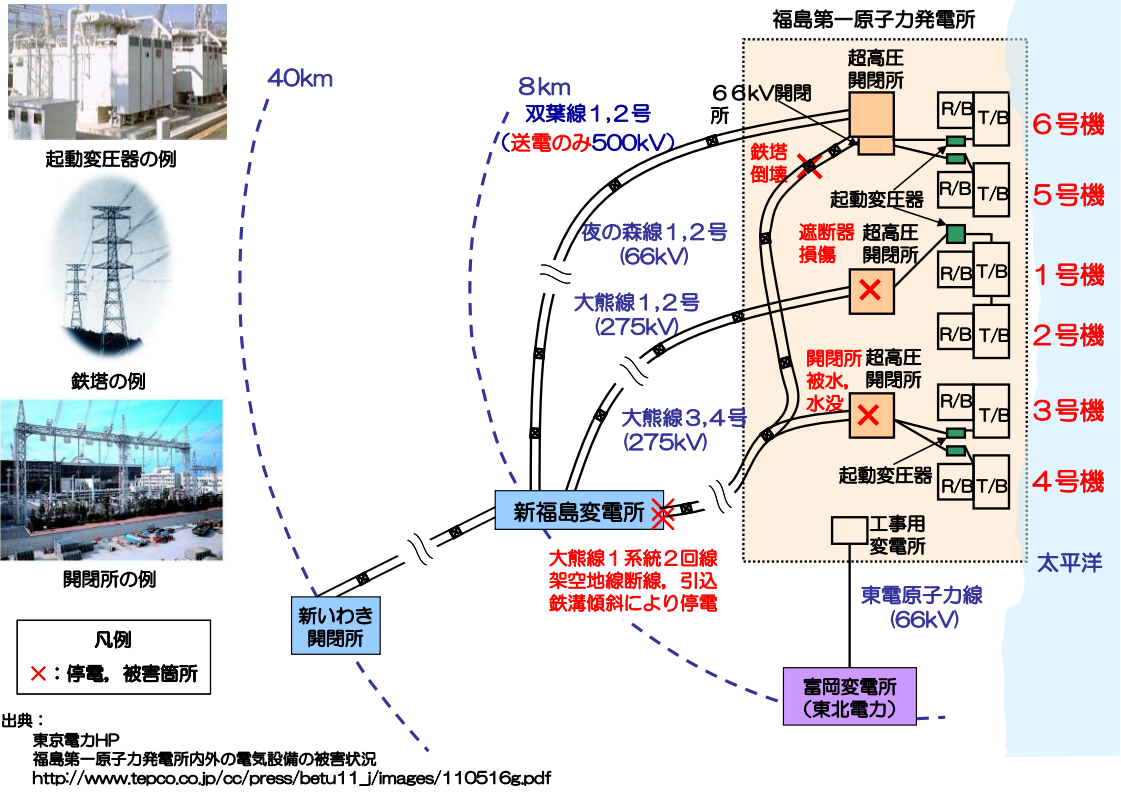 福島第一原子力発電所
40km
8km
双葉線1,2号
(送電のみ500kV)
66kV開閉
所
超高圧
開閉所
R/B
T/B
6号機
鉄塔
倒壊
起動変圧器
R/B
T/B
5号機
夜の森線1,2号
(66kV)
遮断器
損傷
超高圧
開閉所
R/B
T/B
1号機
大熊線1,2号
(275kV)
R/B
T/B
2号機
開閉所
被水,
水没
超高圧
開閉所
R/B
T/B
3号機
大熊線3,4号
(275kV)
起動変圧器
R/B
T/B
4号機
新福島変電所
工事用
変電所
太平洋
大熊線1系統2回線
架空地線断線,引込
鉄溝傾斜により停電
東電原子力線
(66kV)
新いわき
開閉所
富岡変電所
(東北電力)
起動変圧器の例
鉄塔の例
開閉所の例
凡例
×:停電,被害箇所
出典:
東京電力HP
福島第一原子力発電所内外の電気設備の被害状況
http://www.tepco.co.jp/cc/press/betu11_j/images/110516g.pdf